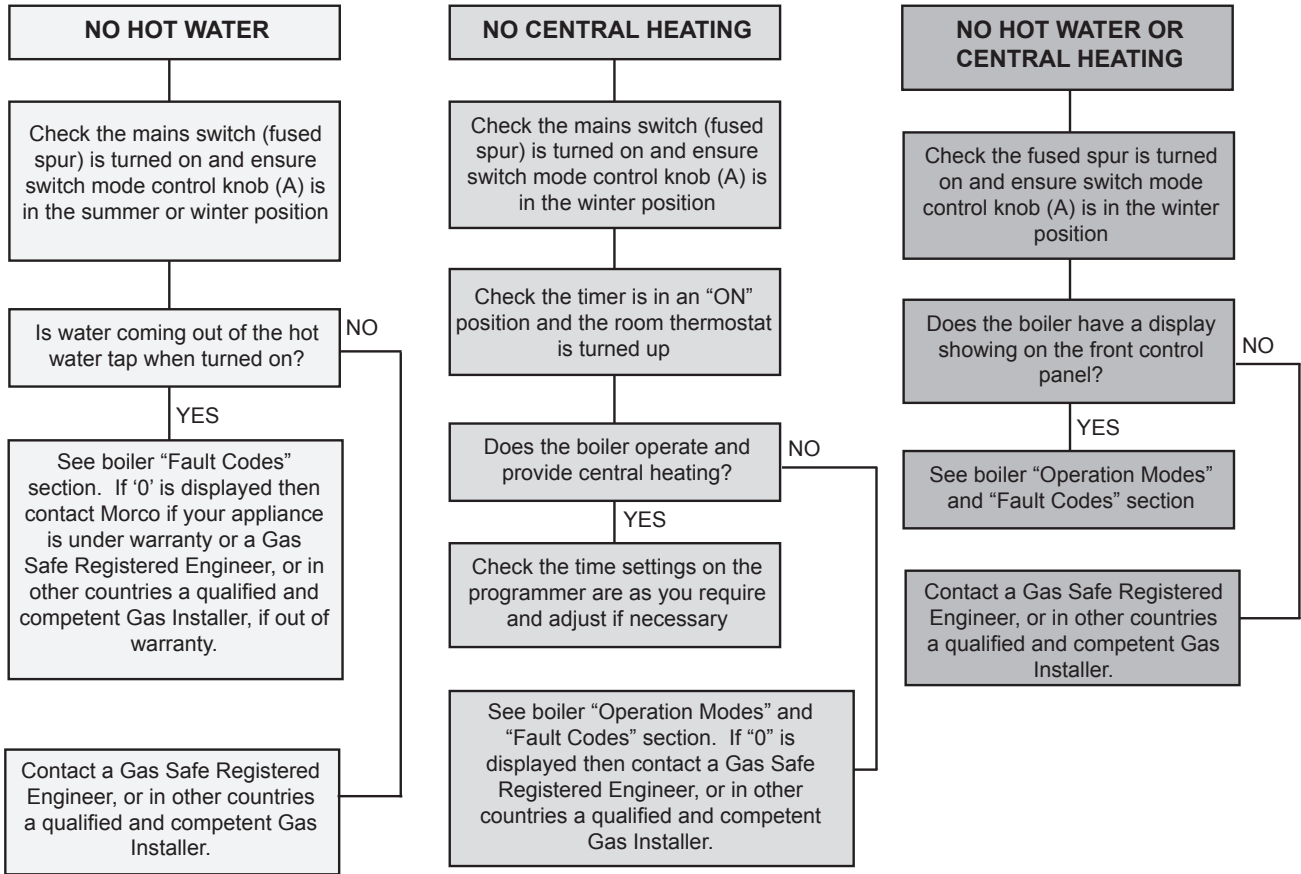 NO HOT WATER
Check the mains switch (fused
spur) is turned on and ensure
switch mode control knob (A) is
in the summer or winter position
Is water coming out of the hot
water tap when turned on?
NO
YES
See boiler “Fault Codes”
section. If ‘0’ is displayed then
contact Morco if your appliance
is under warranty or a Gas
Safe Registered Engineer, or in
other countries a qualified and
competent Gas Installer, if out of
warranty.
Contact a Gas Safe Registered
Engineer, or in other countries
a qualified and competent Gas
Installer.
NO CENTRAL HEATING
Check the mains switch (fused
spur) is turned on and ensure
switch mode control knob (A) is
in the winter position
Check the timer is in an “ON”
position and the room thermostat
is turned up
Does the boiler operate and
provide central heating?
NO
YES
Check the time settings on the
programmer are as you require
and adjust if necessary
See boiler “Operation Modes” and
“Fault Codes” section. If “0” is
displayed then contact a Gas Safe
Registered Engineer, or in other
countries a qualified and competent
Gas Installer.
NO HOT WATER OR
CENTRAL HEATING
Check the fused spur is turned
on and ensure switch mode
control knob (A) is in the winter
position
Does the boiler have a display
showing on the front control
panel?
NO
YES
See boiler “Operation Modes”
and “Fault Codes” section
Contact a Gas Safe Registered
Engineer, or in other countries
a qualified and competent Gas
Installer.